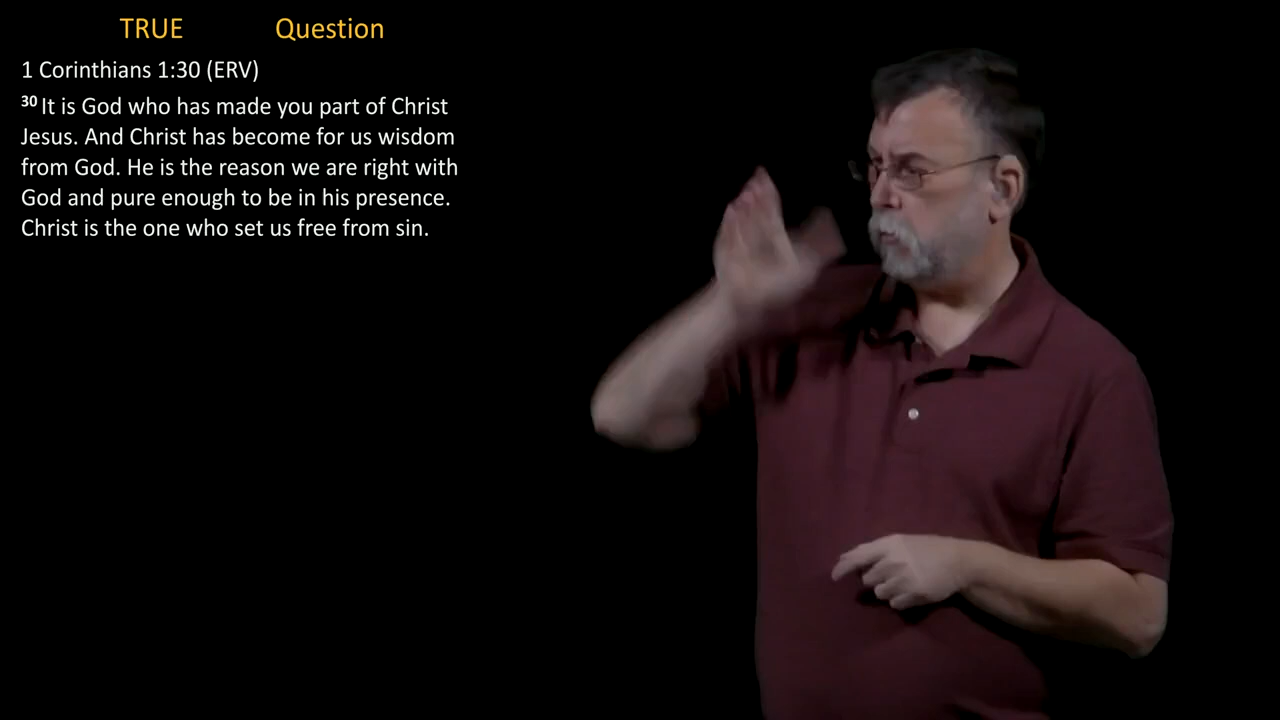 TRUE Question
1 Corinthians 1:30 (ERV)
30 It is God who has made you part of Christ
Jesus. And Christ has become for us wisdom
from God. He is the reason we are right with
God and pure enough to be in his presence.
Christ is the one who set us free from sin.